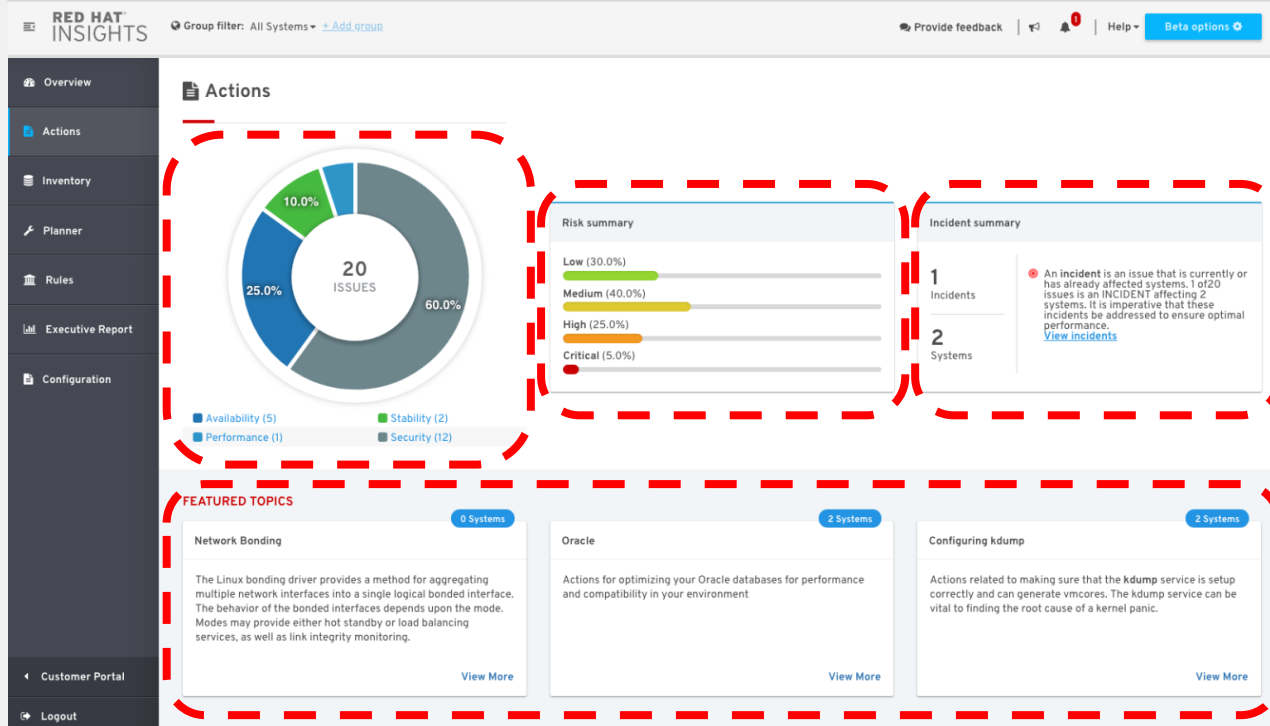 RED HAT
INSIGHTS
Group filter: All Systems + Add group
Provide feedback
1
Help
Beta options
Overview
Actions
Inventory
Planner
Rules
Executive Report
Configuration
Customer Portal
Logout
Actions
10.0%
25.0%
60.0%
20
ISSUES
Availability (5)
Stability (2)
Performance (1)
Security (12)
Risk summary
Low (30.0%)
Medium (40.0%)
High (25.0%)
Critical (5.0%)
Incident summary
1
Incidents
2
Systems
An incident is an issue that is currently or
has already affected systems. 1 of20
issues is an INCIDENT affecting 2
systems. It is imperative that these
incidents be addressed to ensure optimal
performance.
View incidents
FEATURED TOPICS
0 Systems
Network Bonding
The Linux bonding driver provides a method for aggregating
multiple network interfaces into a single logical bonded interface.
The behavior of the bonded interfaces depends upon the mode.
Modes may provide either hot standby or load balancing
services, as well as link integrity monitoring.
View More
2 Systems
Oracle
Actions for optimizing your Oracle databases for performance
and compatibility in your environment
View More
2 Systems
Configuring kdump
Actions related to making sure that the kdump service is setup
correctly and can generate vmcores. The kdump service can be
vital to finding the root cause of a kernel panic.
View More